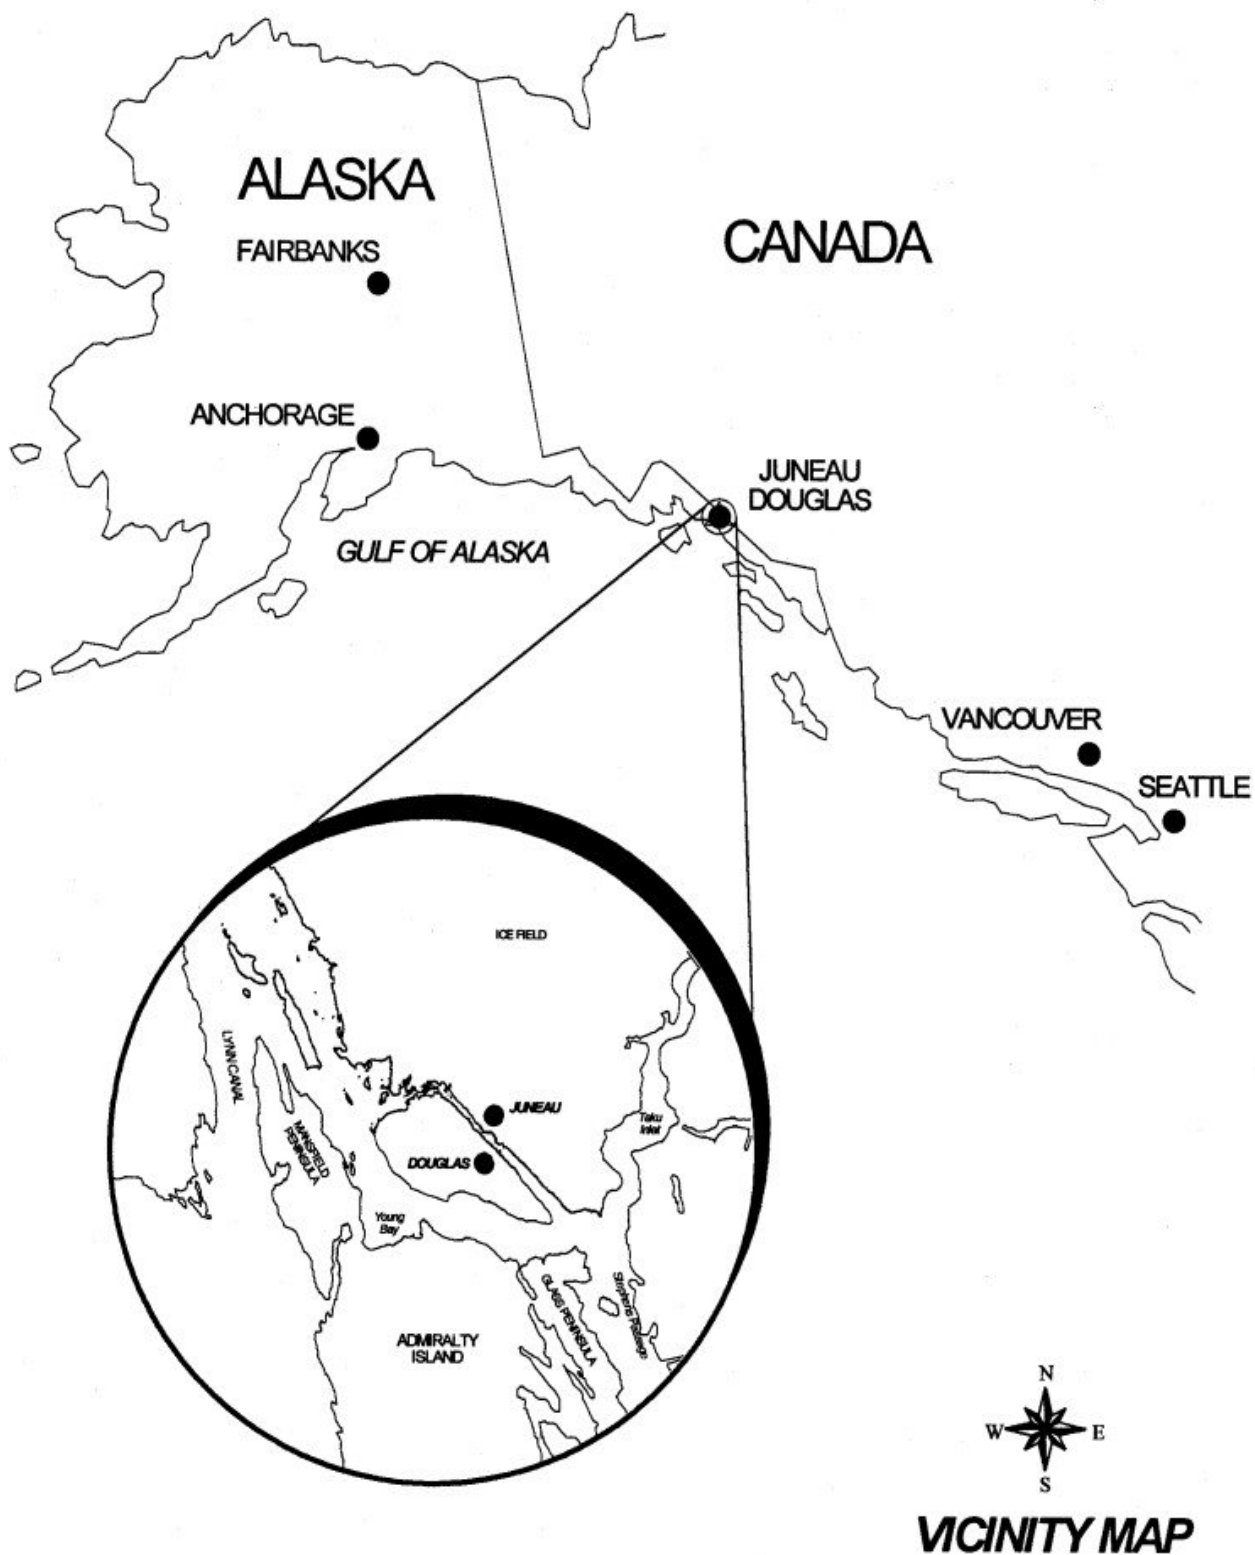 ALASKA
CANADA
FAIRBANKS
ANCHORAGE
JUNEAU
DOUGLAS
GULF OF ALASKA
VANCOUVER
SEATTLE
ICE FIELD
LYNN CANAL
JUNEAU
Taku
Inlet
MANSFIELD
PENINSULA
DOUGLAS
Young
Bay
GLASS PENINSULA
Stephens Passage
ADMIRALTY
ISLAND
N
W E
S
VICINITY MAP